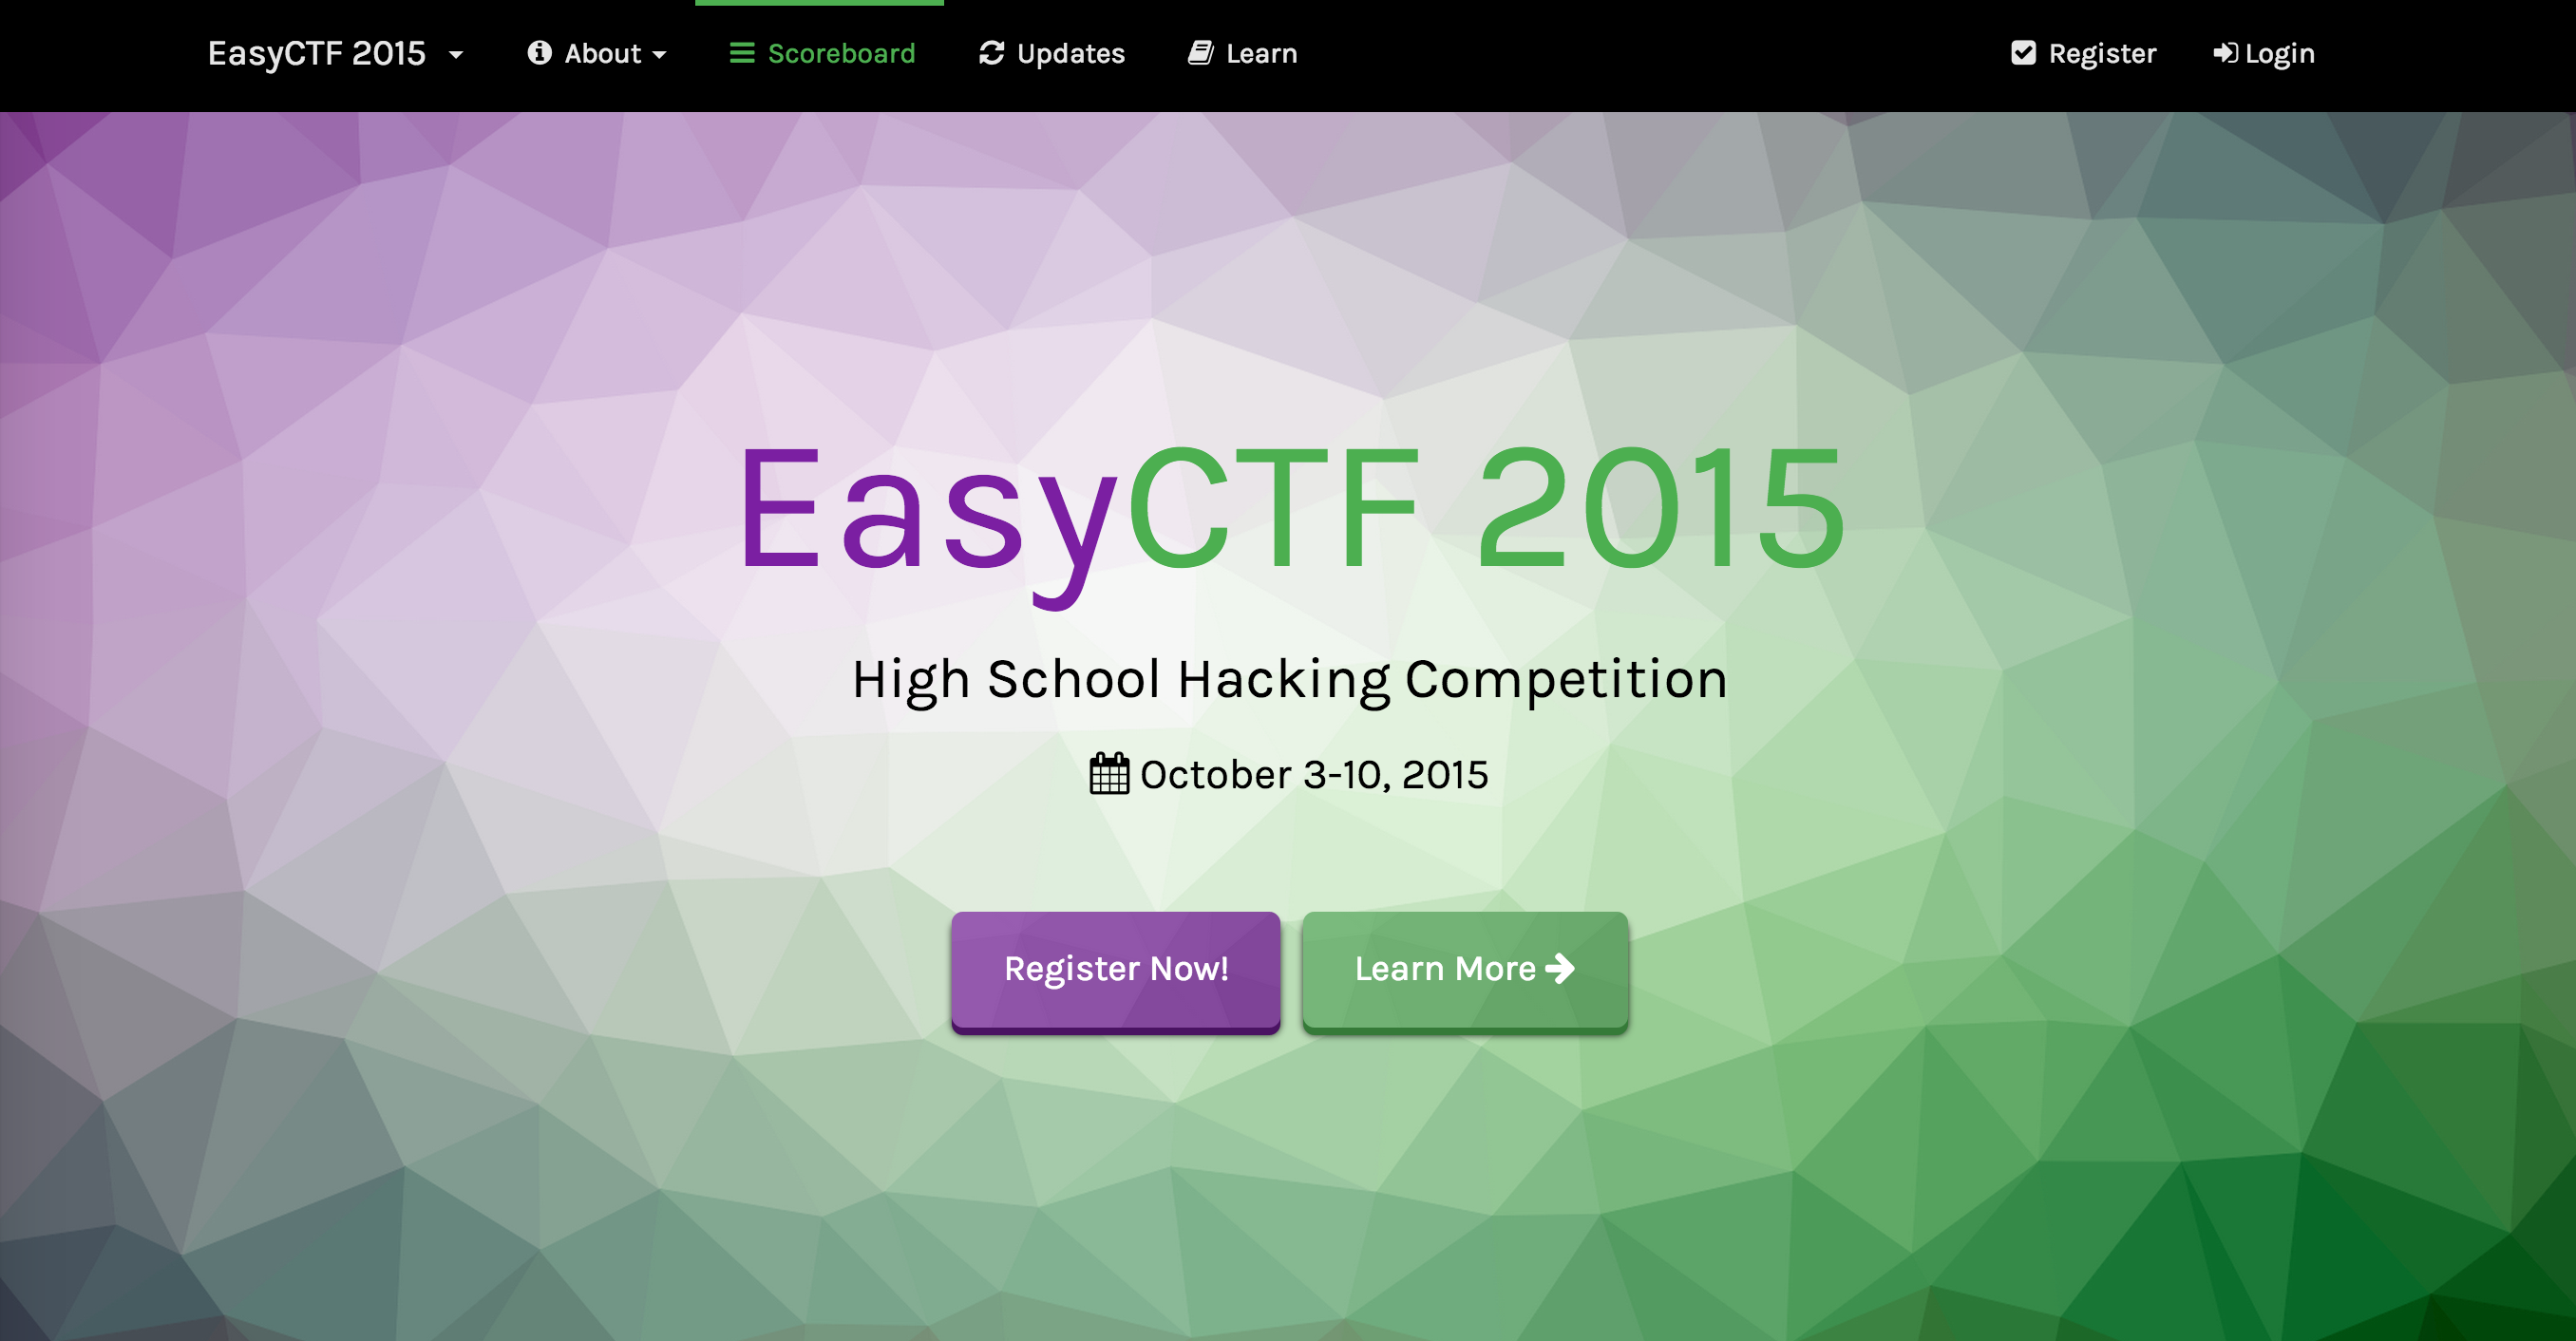 EasyCTF 2015 About Scoreboard Updates Learn Register Login
EasyCTF 2015
High School Hacking Competition
October 3-10, 2015
Register Now! Learn More